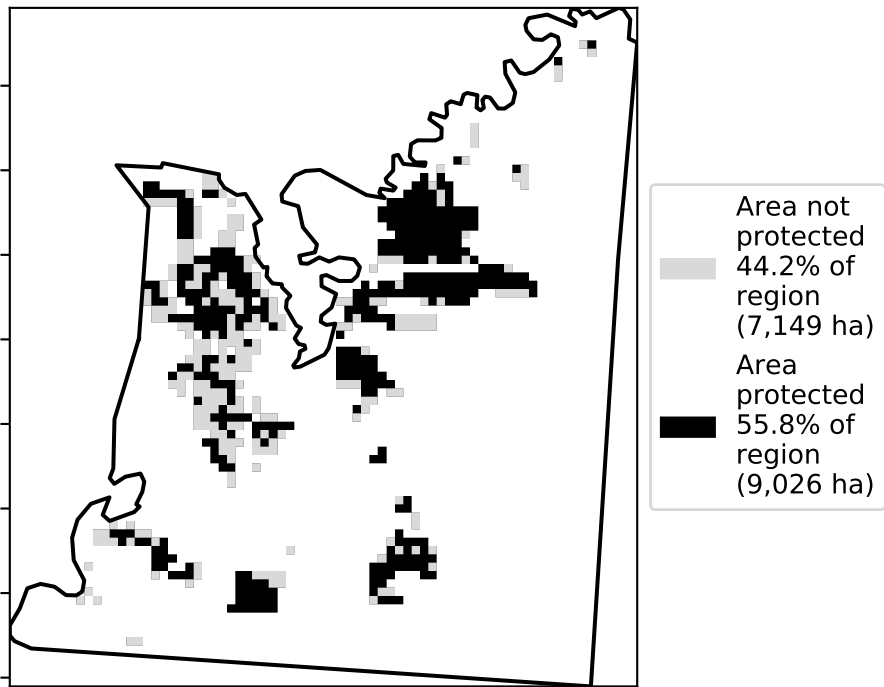 Area not
protected
44.2% of
region
(7,149 ha)
Area
protected
55.8% of
region
(9,026 ha)